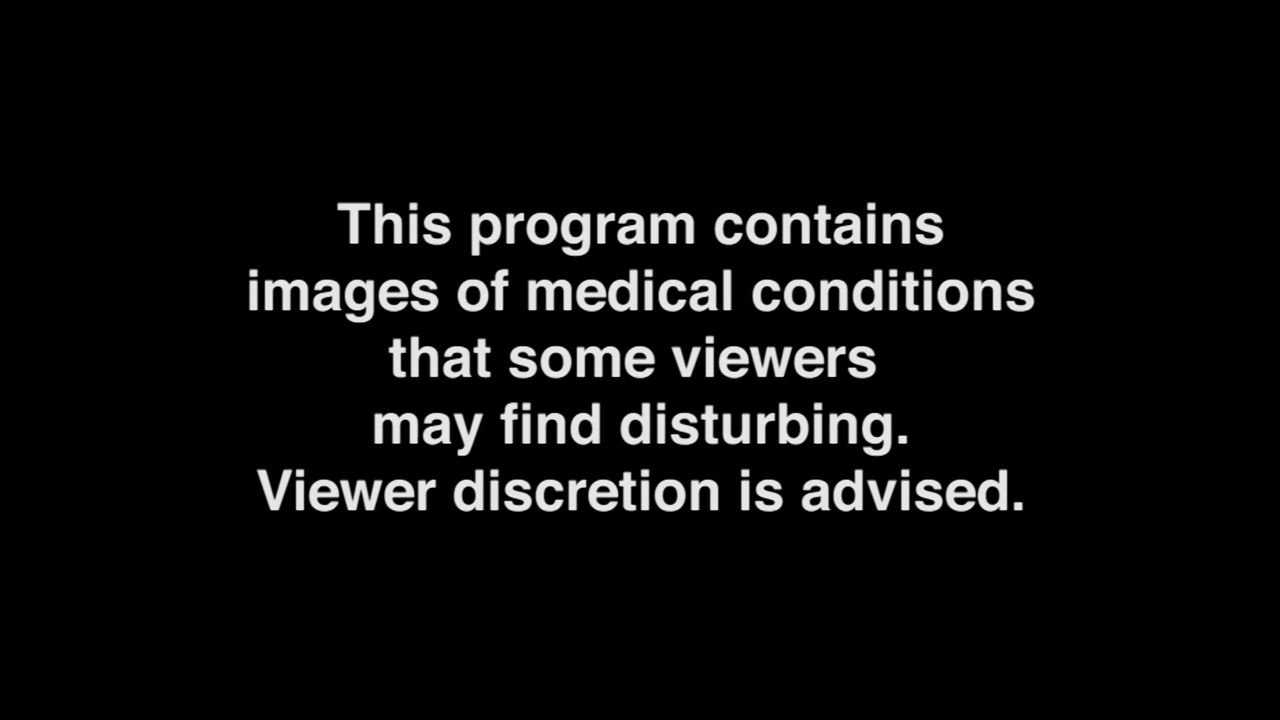 This program contains
images of medical conditions
that some viewers
may find disturbing.
Viewer discretion is advised.